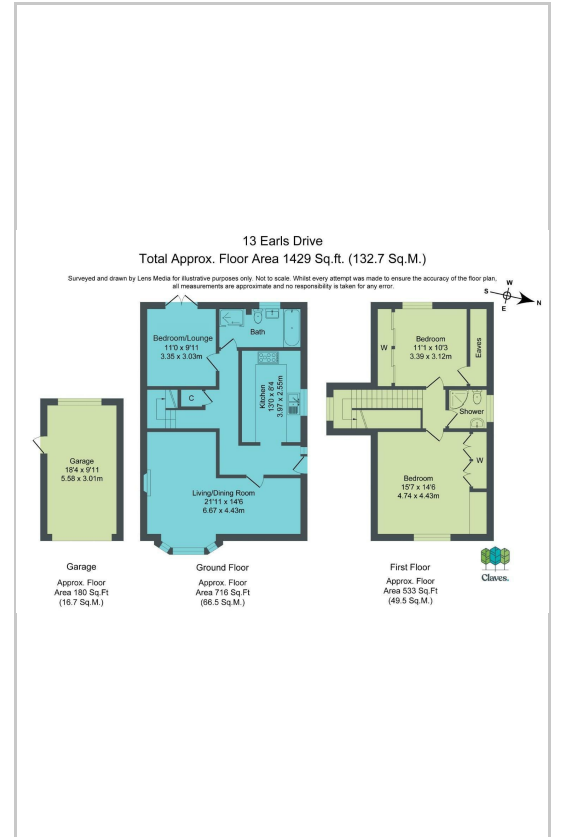 13 Earls Drive
Total Approx. Floor Area 1429 Sq.ft. (132.7 Sq.M.)
Surveyed and drawn by Lens Media for illustrative purposes only. Not to scale. Whilst every attempt was made to ensure the accuracy of the floor plan,
all measurements are approximate and no responsibility is taken for any error.
W
S
N
E
Bedroom/Lounge
11'0 x 9'11
3.35 x 3.03m
Bath
Kitchen
13'0 x 8'4
3.97 x 2.55m
C
Living/Dining Room
21'11 x 14'6
6.67 x 4.43m
Garage
18'4 x 9'11
5.58 x 3.01m
W
Bedroom
11'1 x 10'3
3.39 x 3.12m
Eaves
Shower
Bedroom
15'7 x 14'6
4.74 x 4.43m
W
Garage
Approx. Floor
Area 180 Sq.Ft
(16.7 Sq.M.)
Ground Floor
Approx. Floor
Area 716 Sq.Ft
(66.5 Sq.M.)
First Floor
Approx. Floor
Area 533 Sq.Ft
(49.5 Sq.M.)
Claves.